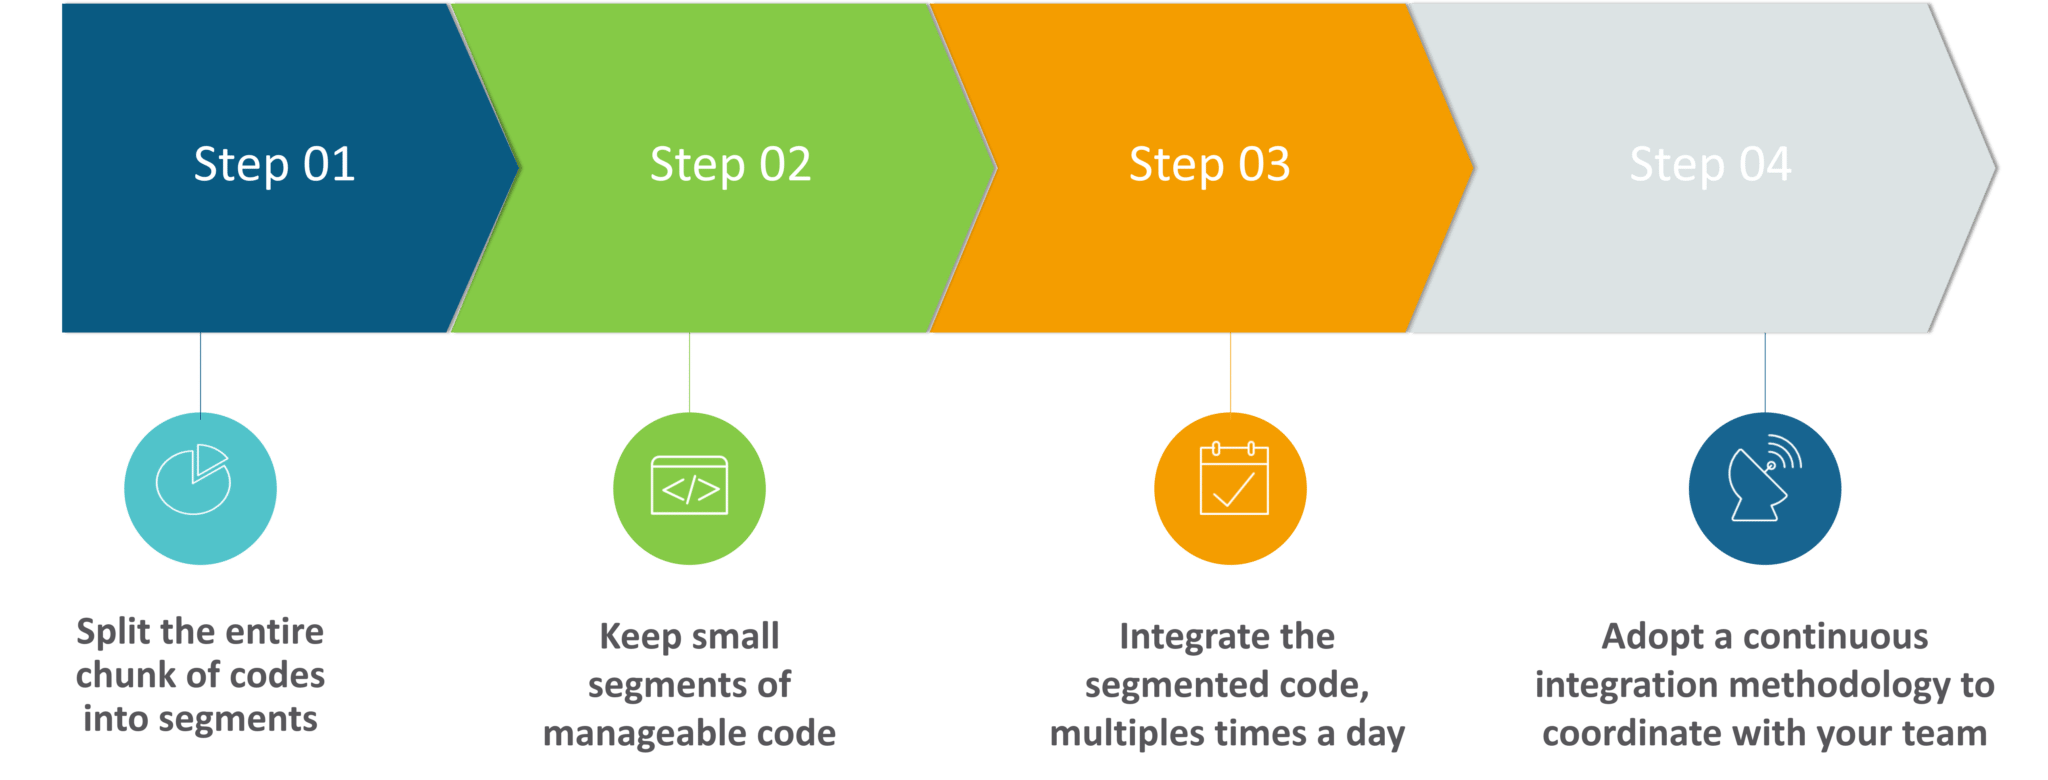 Step 01
Step 02
Step 03
Step 04
</>
Split the entire
chunk of codes
into segments
Keep small
segments of
manageable code
Integrate the
segmented code,
multiples times a day
Adopt a continuous
integration methodology to
coordinate with your team